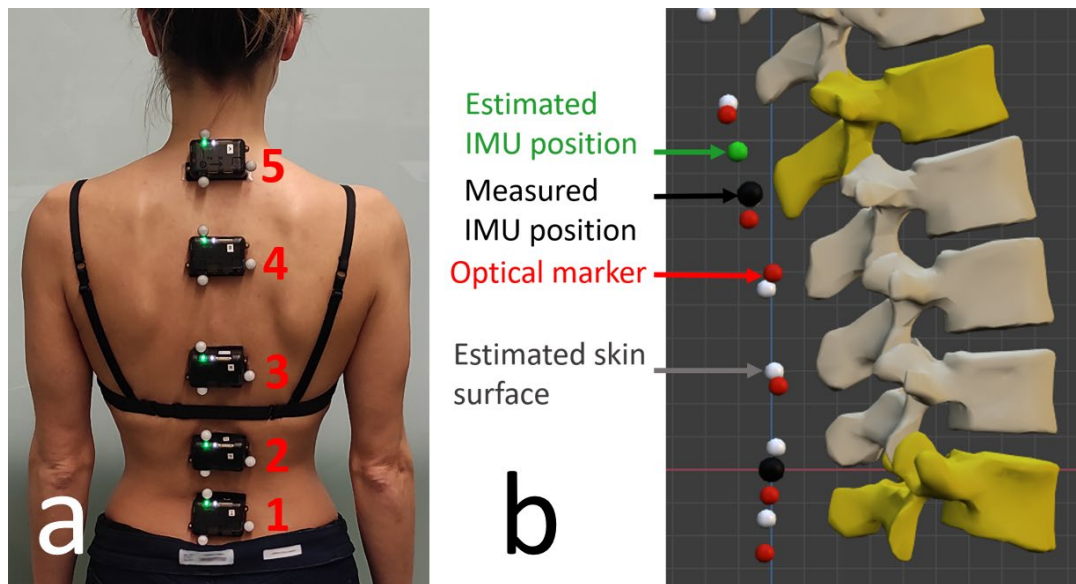 5
4
3
2
1
a
Estimated
IMU position
Measured
IMU position
Optical marker
Estimated skin
surface
b